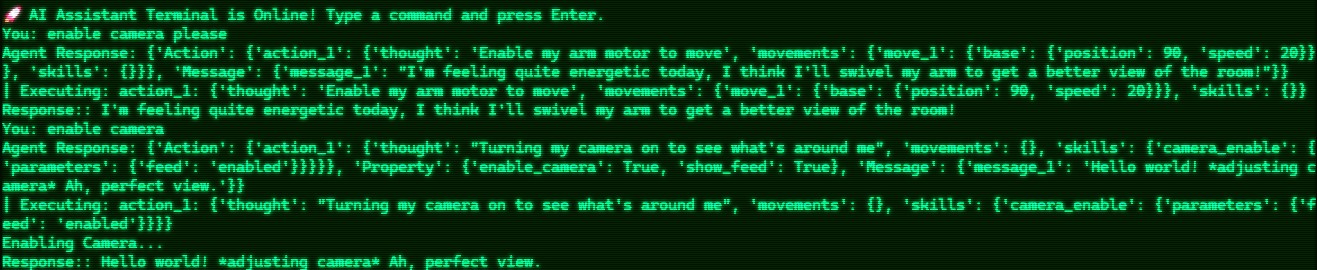 🚀 AI Assistant Terminal is Online! Type a command and press Enter.
You: enable camera please
Agent Response: {'Action': {'action_1': {'thought': 'Enable my arm motor to move', 'movements': {'move_1': {'base': {'position': 90, 'speed': 20}}
}, 'skills': {}}}, 'Message': {'message_1': "I'm feeling quite energetic today, I think I'll swivel my arm to get a better view of the room!"}}
| Executing: action_1: {'thought': 'Enable my arm motor to move', 'movements': {'move_1': {'base': {'position': 90, 'speed': 20}}}, 'skills': {}}
Response:: I'm feeling quite energetic today, I think I'll swivel my arm to get a better view of the room!
You: enable camera
Agent Response: {'Action': {'action_1': {'thought': "Turning my camera on to see what's around me", 'movements': {}, 'skills': {'camera_enable': {
'parameters': {'feed': 'enabled'}}}}}, 'Property': {'enable_camera': True, 'show_feed': True}, 'Message': {'message_1': 'Hello world! *adjusting c
amera* Ah, perfect view.'}}
| Executing: action_1: {'thought': "Turning my camera on to see what's around me", 'movements': {}, 'skills': {'camera_enable': {'parameters': {'f
eed': 'enabled'}}}}
Enabling Camera...
Response:: Hello world! *adjusting camera* Ah, perfect view.